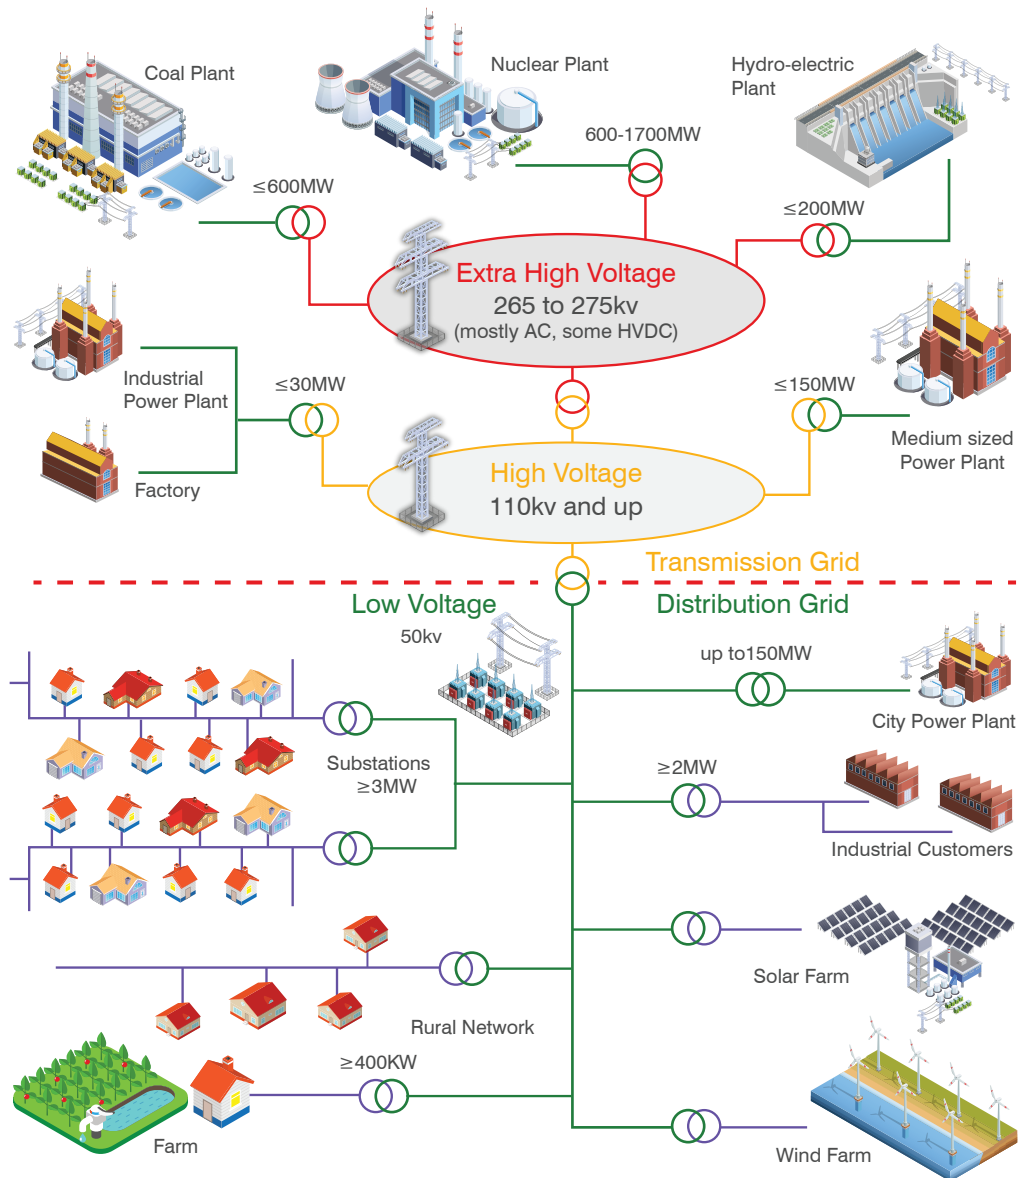 Coal Plant
Nuclear Plant
Hydro-electric
Plant
600-1700MW
≤600MW
≤200MW
Extra High Voltage
265 to 275kv
(mostly AC, some HVDC)
Industrial
Power Plant
≤30MW
≤150MW
Medium sized
Power Plant
Factory
High Voltage
110kv and up
Transmission Grid
Low Voltage
Distribution Grid
50kv
up to150MW
City Power Plant
Substations
≥3MW
≥2MW
Industrial Customers
Solar Farm
Rural Network
≥400KW
Farm
Wind Farm